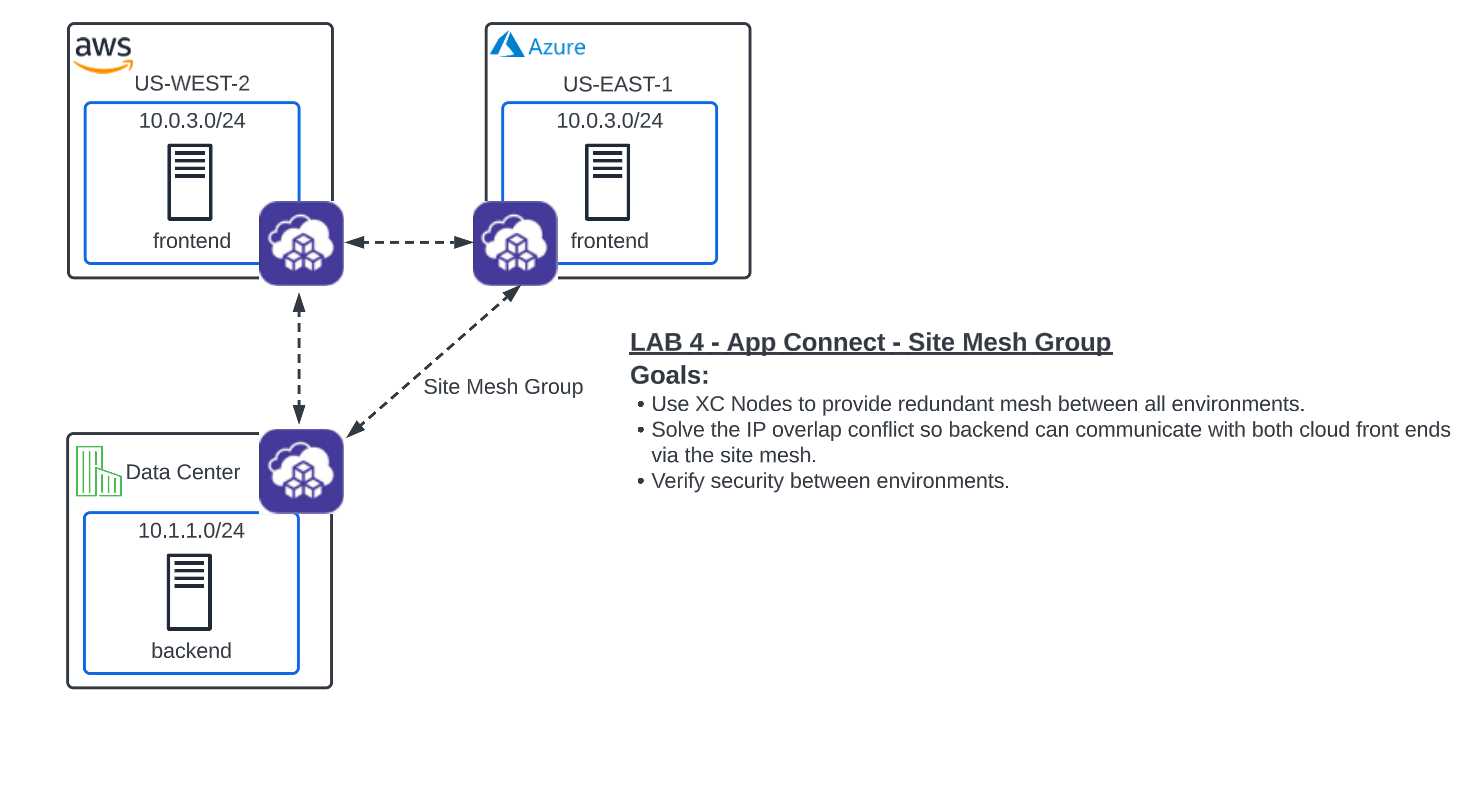 aws
US-WEST-2
10.0.3.0/24
frontend
Azure
US-EAST-1
10.0.3.0/24
frontend
Site Mesh Group
LAB 4 - App Connect - Site Mesh Group
Goals:
• Use XC Nodes to provide redundant mesh between all environments.
• Solve the IP overlap conflict so backend can communicate with both cloud front ends
via the site mesh.
• Verify security between environments.
Data Center
10.1.1.0/24
backend